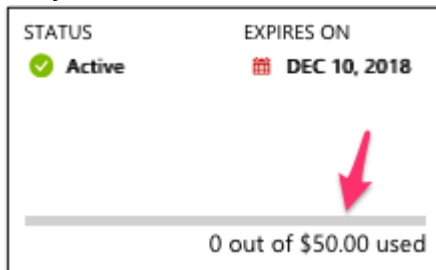 STATUS
EXPIRES ON
Active
DEC 10, 2018
0 out of $50.00 used